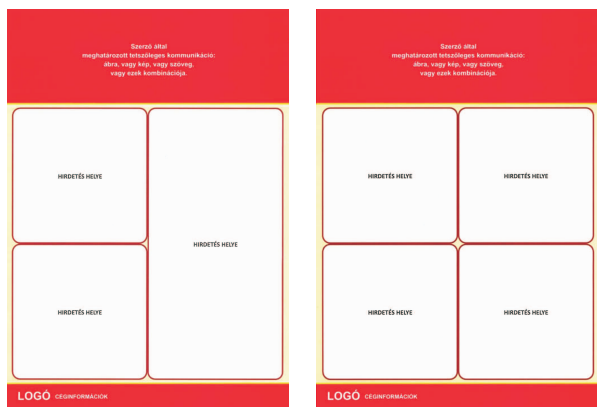 Szerző által
meghatározott tetszőleges kommunikáció:
ábra, vagy kép, vagy szöveg,
vagy ezek kombinációja.
HIRDETÉS HELYE
HIRDETÉS HELYE
HIRDETÉS HELYE
LOGÓ CÉGINFORMÁCIÓK
Szerző által
meghatározott tetszőleges kommunikáció:
ábra, vagy kép, vagy szöveg,
vagy ezek kombinációja.
HIRDETÉS HELYE
HIRDETÉS HELYE
HIRDETÉS HELYE
HIRDETÉS HELYE
LOGÓ CÉGINFORMÁCIÓK